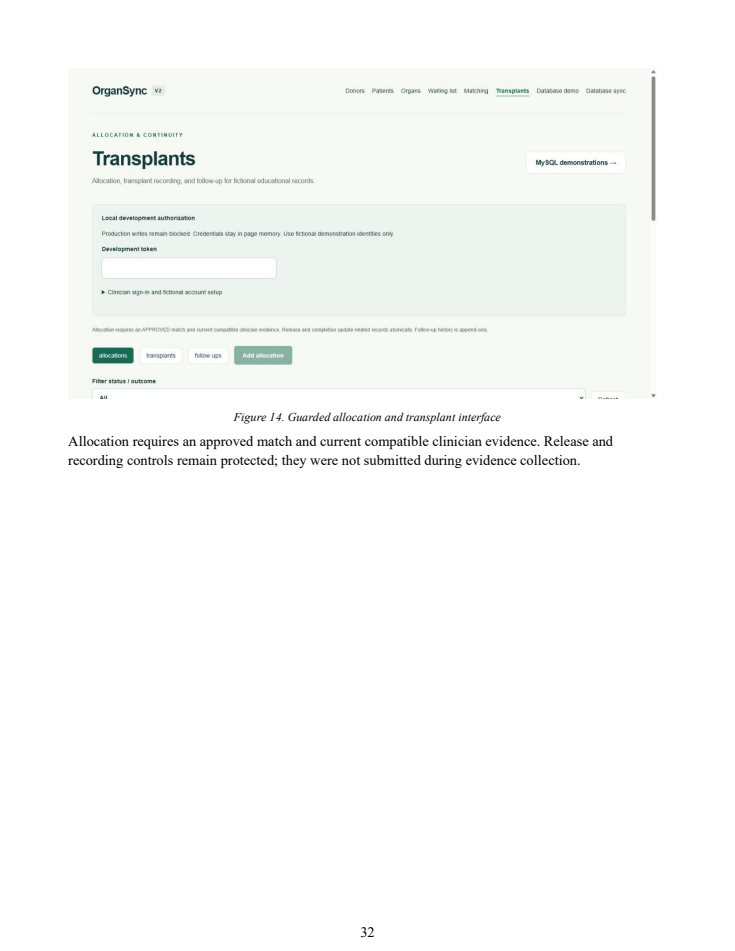 OrganSync V2
Donors Patients Organs Waiting list Matching Transplants Database demo Database sync
ALLOCATION & CONTINUITY
Transplants
MySQL demonstrations →
Allocation, transplant recording, and follow-up for fictional educational records.
Local development authorization
Production writes remain blocked. Credentials stay in page memory. Use fictional demonstration identities only.
Development token
▶ Clinician sign-in and fictional account setup
Allocation requires an APPROVED match and current compatible clinician evidence. Release and completion update related records atomically. Follow-up history is append-only.
allocations transplants follow ups Add allocation
Filter status / outcome
All
Refresh
Figure 14. Guarded allocation and transplant interface
Allocation requires an approved match and current compatible clinician evidence. Release and
recording controls remain protected; they were not submitted during evidence collection.
32